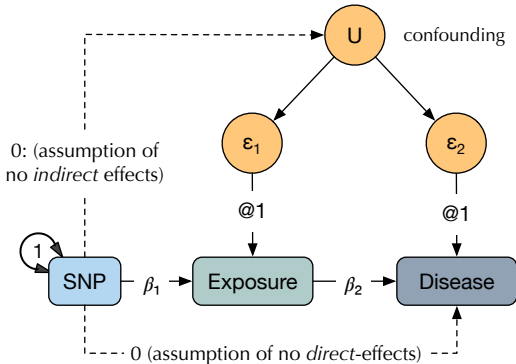 U
confounding
ε1
ε2
0: (assumption of
no indirect effects)
@1
@1
1
SNP
β1
Exposure
β2
Disease
0 (assumption of no direct-effects)